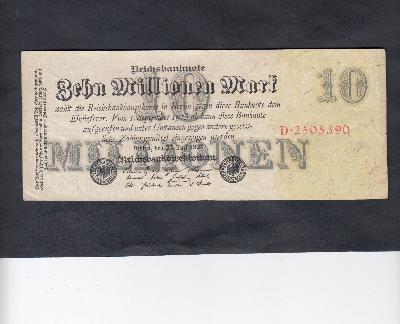 Reichsbanknote
Zehn Millionen Mark
10
10
zahlt die Reichsbankhauptkasse in Berlin gegen diese Banknote dem
Einlieferer. Vom 1. September 1923 ab kann diese Banknote
aufgerufen und unter Umtausch gegen andere gesetz-
liche Zahlungsmittel eingezogen werden
D·2505390
MILLIONEN
Berlin, den 25. Juli 1923
Reichsbankdirektorium